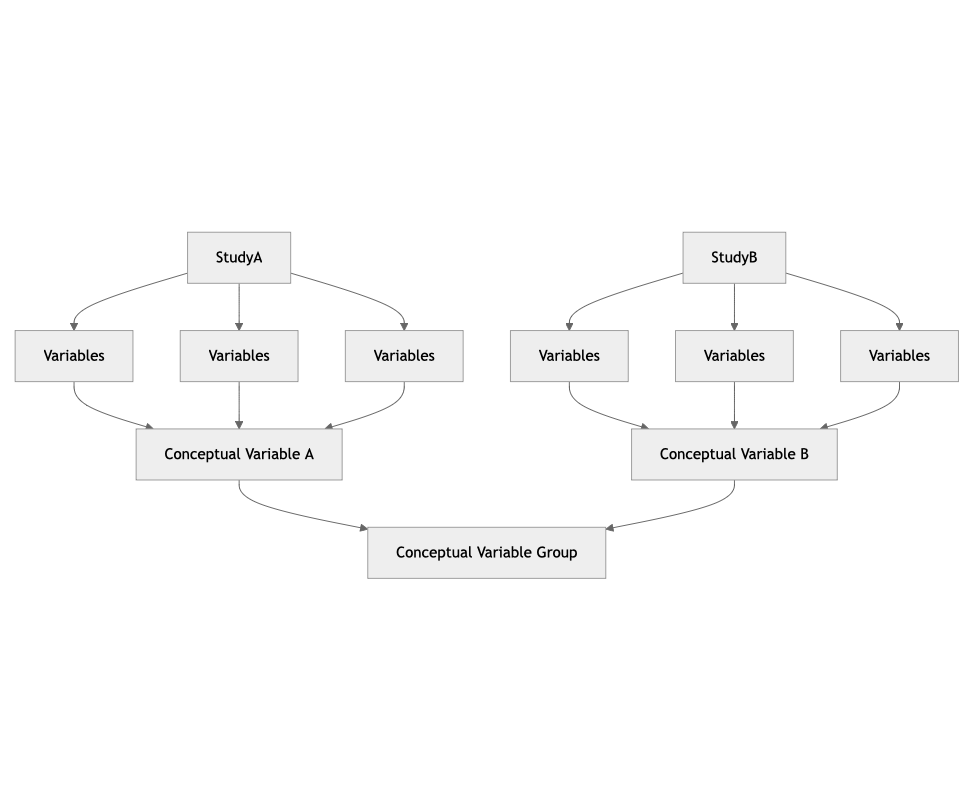 StudyA
StudyB
Variables
Variables
Variables
Variables
Variables
Variables
Conceptual Variable A
Conceptual Variable B
Conceptual Variable Group